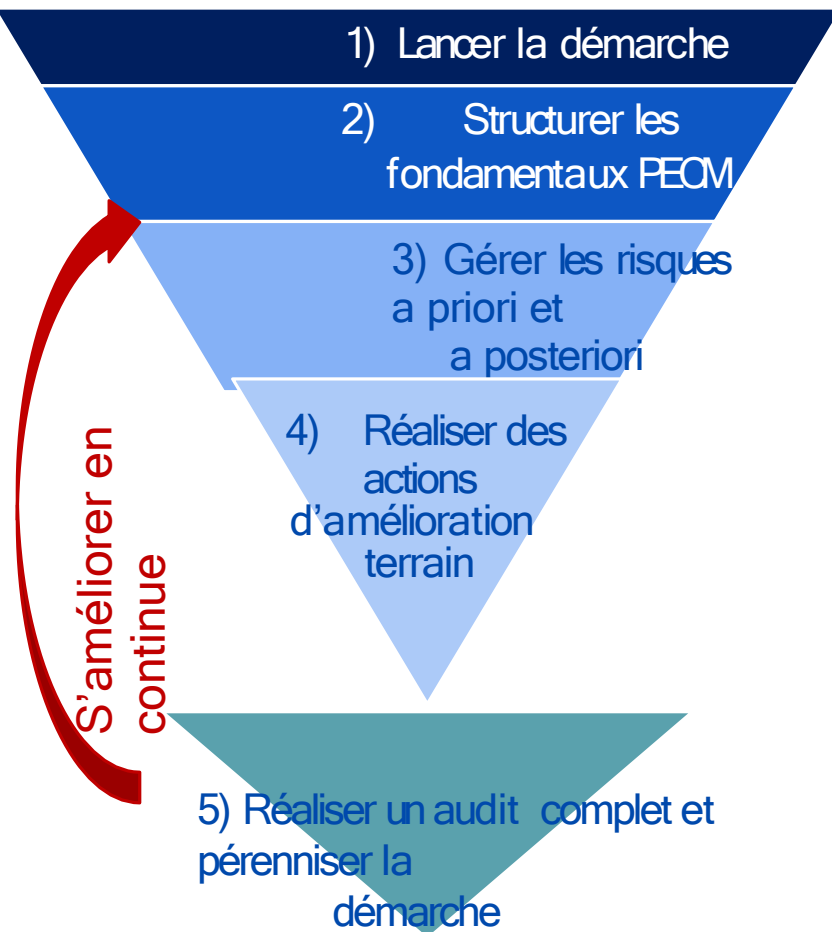 1) Lancer la démarche
2) Structurer les
fondamentaux PECM
3) Gérer les risques
a priori et
a posteriori
4) Réaliser des
actions
d’amélioration
terrain
S’améliorer en
continue
5) Réaliser un audit complet et
pérenniser la
démarche